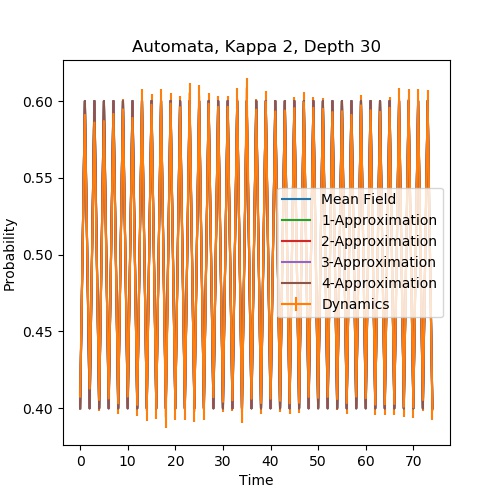 Automata, Kappa 2, Depth 30
Probability
0.60
0.55
0.50
0.45
0.40
Mean Field
1-Approximation
2-Approximation
3-Approximation
4-Approximation
Dynamics
0 10 20 30 40 50 60 70
Time